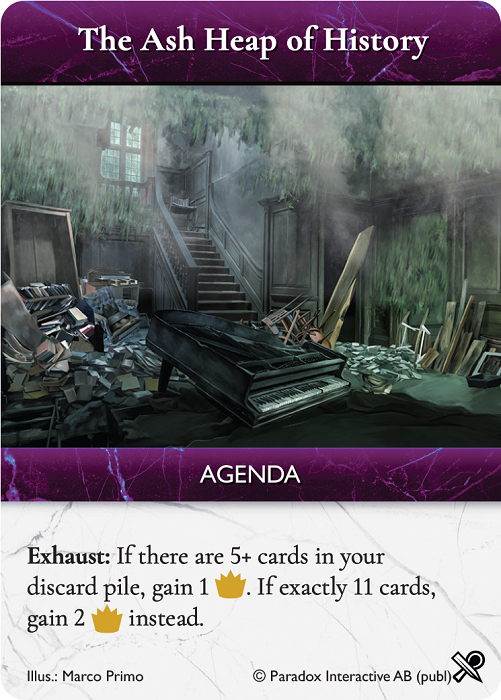 The Ash Heap of History
AGENDA
Exhaust: If there are 5+ cards in your
discard pile, gain 1 . If exactly 11 cards,
gain 2 instead.
Illus.: Marco Primo
© Paradox Interactive AB (publ)